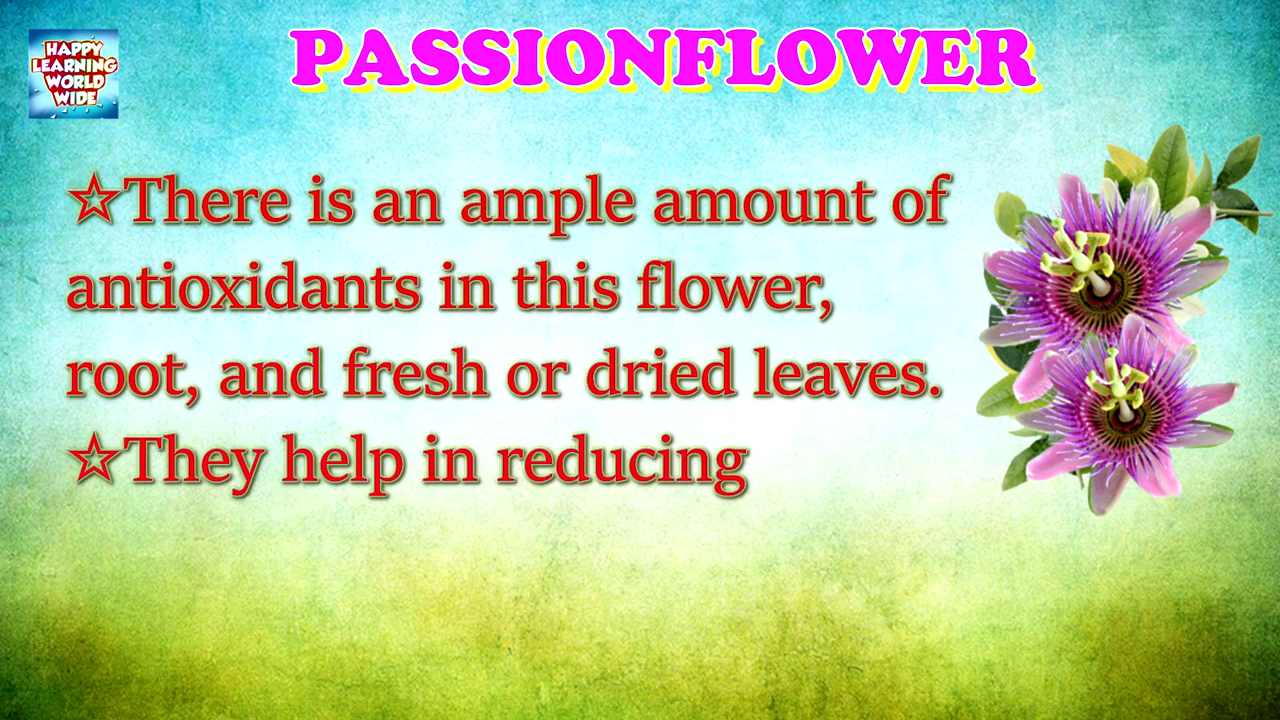 HAPPY
LEARNING
WORLD
WIDE
PASSIONFLOWER
☆There is an ample amount of
antioxidants in this flower,
root, and fresh or dried leaves.
☆They help in reducing